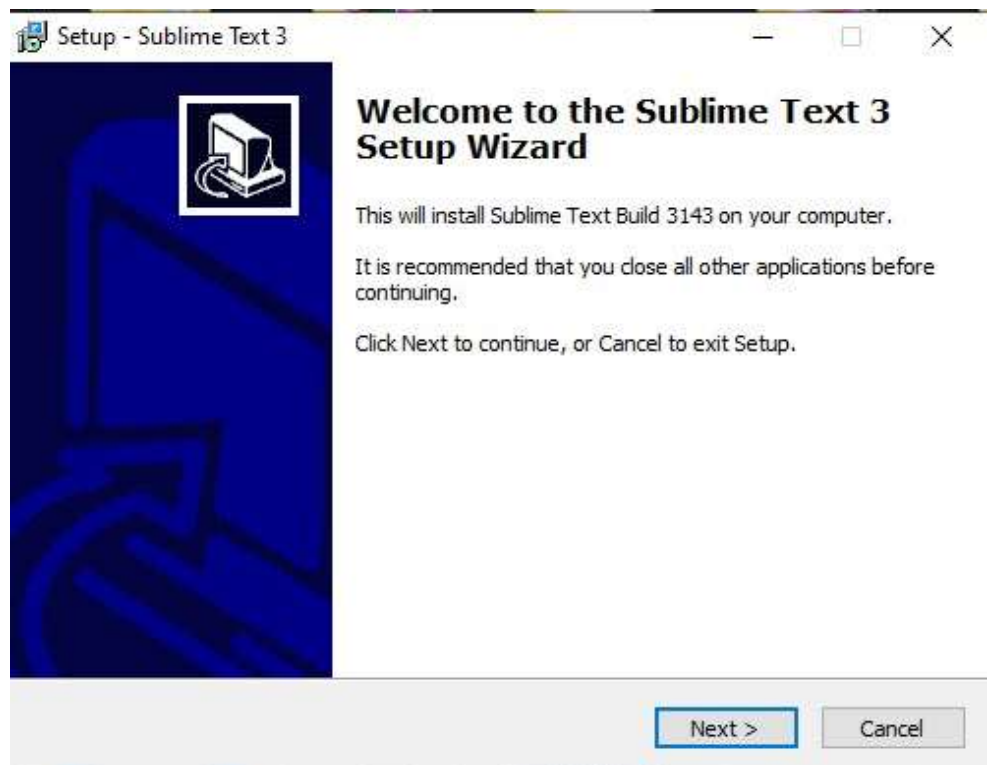 Setup - Sublime Text 3
Welcome to the Sublime Text 3
Setup Wizard
This will install Sublime Text Build 3143 on your computer.
It is recommended that you close all other applications before
continuing.
Click Next to continue, or Cancel to exit Setup.
Next >
Cancel